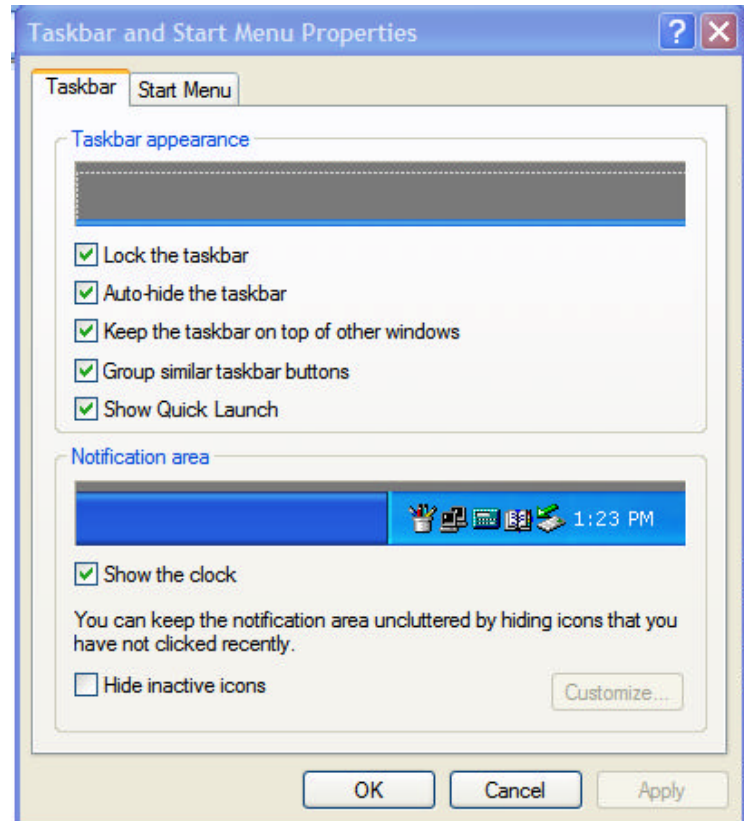 Taskbar and Start Menu Properties
Taskbar
Start Menu
Taskbar appearance
Lock the taskbar
Auto-hide the taskbar
Keep the taskbar on top of other windows
Group similar taskbar buttons
Show Quick Launch
Notification area
1:23 PM
Show the clock
You can keep the notification area uncluttered by hiding icons that you
have not clicked recently.
Hide inactive icons
Customize...
OK
Cancel
Apply